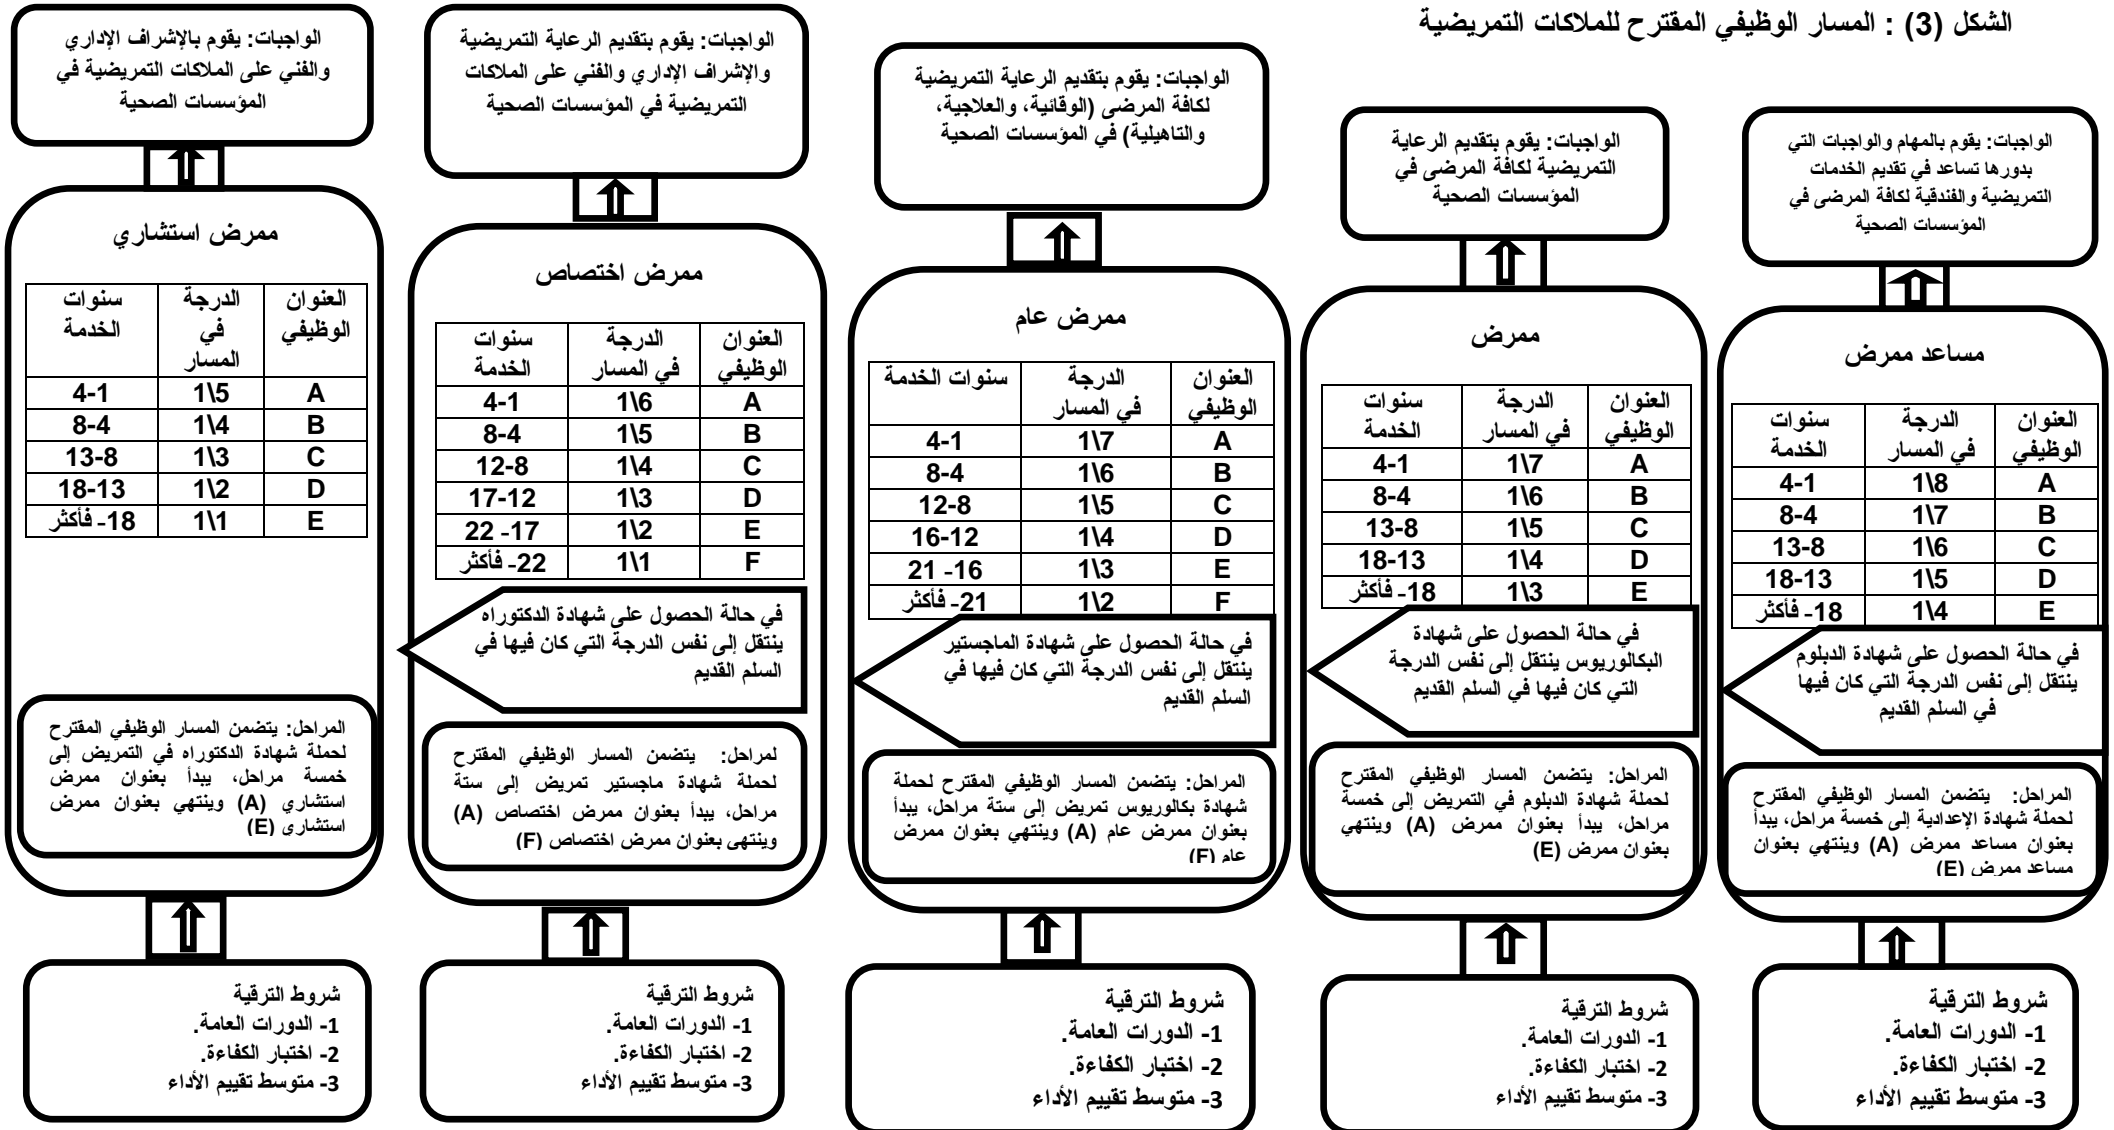 الشكل (3) : المسار الوظيفي المقترح للملاكات التمريضية
الواجبات: يقوم بالمهام والواجبات التي
بدورها تساعد في تقديم الخدمات
التمريضية والفندقية لكافة المرضى في
المؤسسات الصحية
مساعد ممرض
العنوان الوظيفي الدرجة في المسار سنوات الخدمة
A 1\8 4-1
B 1\7 8-4
C 1\6 13-8
D 1\5 18-13
E 1\4 18- فأكثر
في حالة الحصول على شهادة الدبلوم
ينتقل إلى نفس الدرجة التي كان فيها
في السلم القديم
المراحل: يتضمن المسار الوظيفي المقترح
لحملة شهادة الإعدادية إلى خمسة مراحل، يبدأ
بعنوان مساعد ممرض (A) وينتهي بعنوان
مساعد ممرض (E)
شروط الترقية
1- الدورات العامة.
2- اختبار الكفاءة.
3- متوسط تقييم الأداء
الواجبات: يقوم بتقديم الرعاية
التمريضية لكافة المرضى في
المؤسسات الصحية
ممرض
العنوان الوظيفي الدرجة في المسار سنوات الخدمة
A 1\7 4-1
B 1\6 8-4
C 1\5 13-8
D 1\4 18-13
E 1\3 18- فأكثر
في حالة الحصول على شهادة
البكالوريوس ينتقل إلى نفس الدرجة
التي كان فيها في السلم القديم
المراحل: يتضمن المسار الوظيفي المقترح
لحملة شهادة الدبلوم في التمريض إلى خمسة
مراحل، يبدأ بعنوان ممرض (A) وينتهي
بعنوان ممرض (E)
شروط الترقية
1- الدورات العامة.
2- اختبار الكفاءة.
3- متوسط تقييم الأداء
الواجبات: يقوم بتقديم الرعاية التمريضية
لكافة المرضى (الوقائية، والعلاجية،
والتاهيلية) في المؤسسات الصحية
ممرض عام
العنوان الوظيفي الدرجة في المسار سنوات الخدمة
A 1\7 4-1
B 1\6 8-4
C 1\5 12-8
D 1\4 16-12
E 1\3 16- 21
F 1\2 21- فأكثر
في حالة الحصول على شهادة الماجستير
ينتقل إلى نفس الدرجة التي كان فيها في
السلم القديم
المراحل: يتضمن المسار الوظيفي المقترح لحملة
شهادة بكالوريوس تمريض إلى ستة مراحل، يبدأ
بعنوان ممرض عام (A) وينتهي بعنوان ممرض
عام (F)
شروط الترقية
1- الدورات العامة.
2- اختبار الكفاءة.
3- متوسط تقييم الأداء
الواجبات: يقوم بتقديم الرعاية التمريضية
والإشراف الإداري والفني على الملاكات
التمريضية في المؤسسات الصحية
ممرض اختصاص
العنوان الوظيفي الدرجة في المسار سنوات الخدمة
A 1\6 4-1
B 1\5 8-4
C 1\4 12-8
D 1\3 17-12
E 1\2 17- 22
F 1\1 22- فأكثر
في حالة الحصول على شهادة الدكتوراه
ينتقل إلى نفس الدرجة التي كان فيها في
السلم القديم
لمراحل: يتضمن المسار الوظيفي المقترح
لحملة شهادة ماجستير تمريض إلى ستة
مراحل، يبدأ بعنوان ممرض اختصاص (A)
وينتهي بعنوان ممرض اختصاص (F)
شروط الترقية
1- الدورات العامة.
2- اختبار الكفاءة.
3- متوسط تقييم الأداء
الواجبات: يقوم بالإشراف الإداري
والفني على الملاكات التمريضية في
المؤسسات الصحية
ممرض استشاري
العنوان الوظيفي الدرجة في المسار سنوات الخدمة
A 1\5 4-1
B 1\4 8-4
C 1\3 13-8
D 1\2 18-13
E 1\1 18- فأكثر
المراحل: يتضمن المسار الوظيفي المقترح
لحملة شهادة الدكتوراه في التمريض إلى
خمسة مراحل، يبدأ بعنوان ممرض
استشاري (A) وينتهي بعنوان ممرض
استشاري (E)
شروط الترقية
1- الدورات العامة.
2- اختبار الكفاءة.
3- متوسط تقييم الأداء